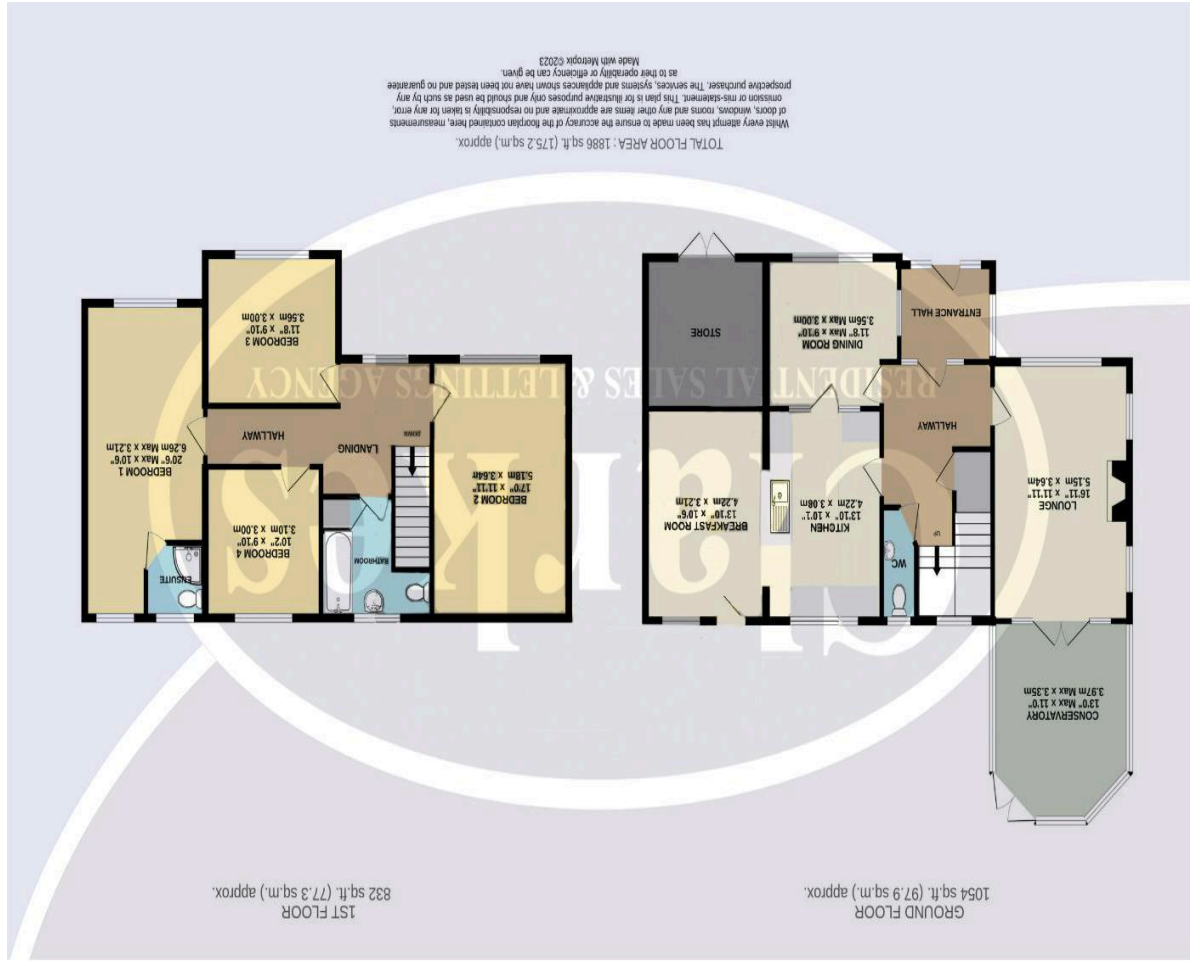 GROUND FLOOR
1054 sq.ft. (97.9 sq.m.) approx.
1ST FLOOR
832 sq.ft. (77.3 sq.m.) approx.
CONSERVATORY
13'0" Max x 11'0"
3.97m Max x 3.35m
LOUNGE
16'11" x 11'11"
5.15m x 3.64m
UP
WC
KITCHEN
13'10" x 10'1"
4.22m x 3.08m
BREAKFAST ROOM
13'10" x 10'6"
4.22m x 3.21m
HALLWAY
ENTRANCE HALL
DINING ROOM
11'8" Max x 9'10"
3.56m Max x 3.00m
STORE
BEDROOM 2
17'0" x 11'11"
5.18m x 3.64m
BATHROOM
DOWN
LANDING
HALLWAY
BEDROOM 4
10'2" x 9'10"
3.10m x 3.00m
ENSUITE
BEDROOM 1
20'6" Max x 10'6"
6.26m Max x 3.21m
BEDROOM 3
11'8" x 9'10"
3.56m x 3.00m
Clarkes
RESIDENTIAL SALES & LETTINGS AGENCY
TOTAL FLOOR AREA : 1886 sq.ft. (175.2 sq.m.) approx.
Whilst every attempt has been made to ensure the accuracy of the floorplan contained here, measurements
of doors, windows, rooms and any other items are approximate and no responsibility is taken for any error,
omission or mis-statement. This plan is for illustrative purposes only and should be used as such by any
prospective purchaser. The services, systems and appliances shown have not been tested and no guarantee
as to their operability or efficiency can be given.
Made with Metropix ©2023